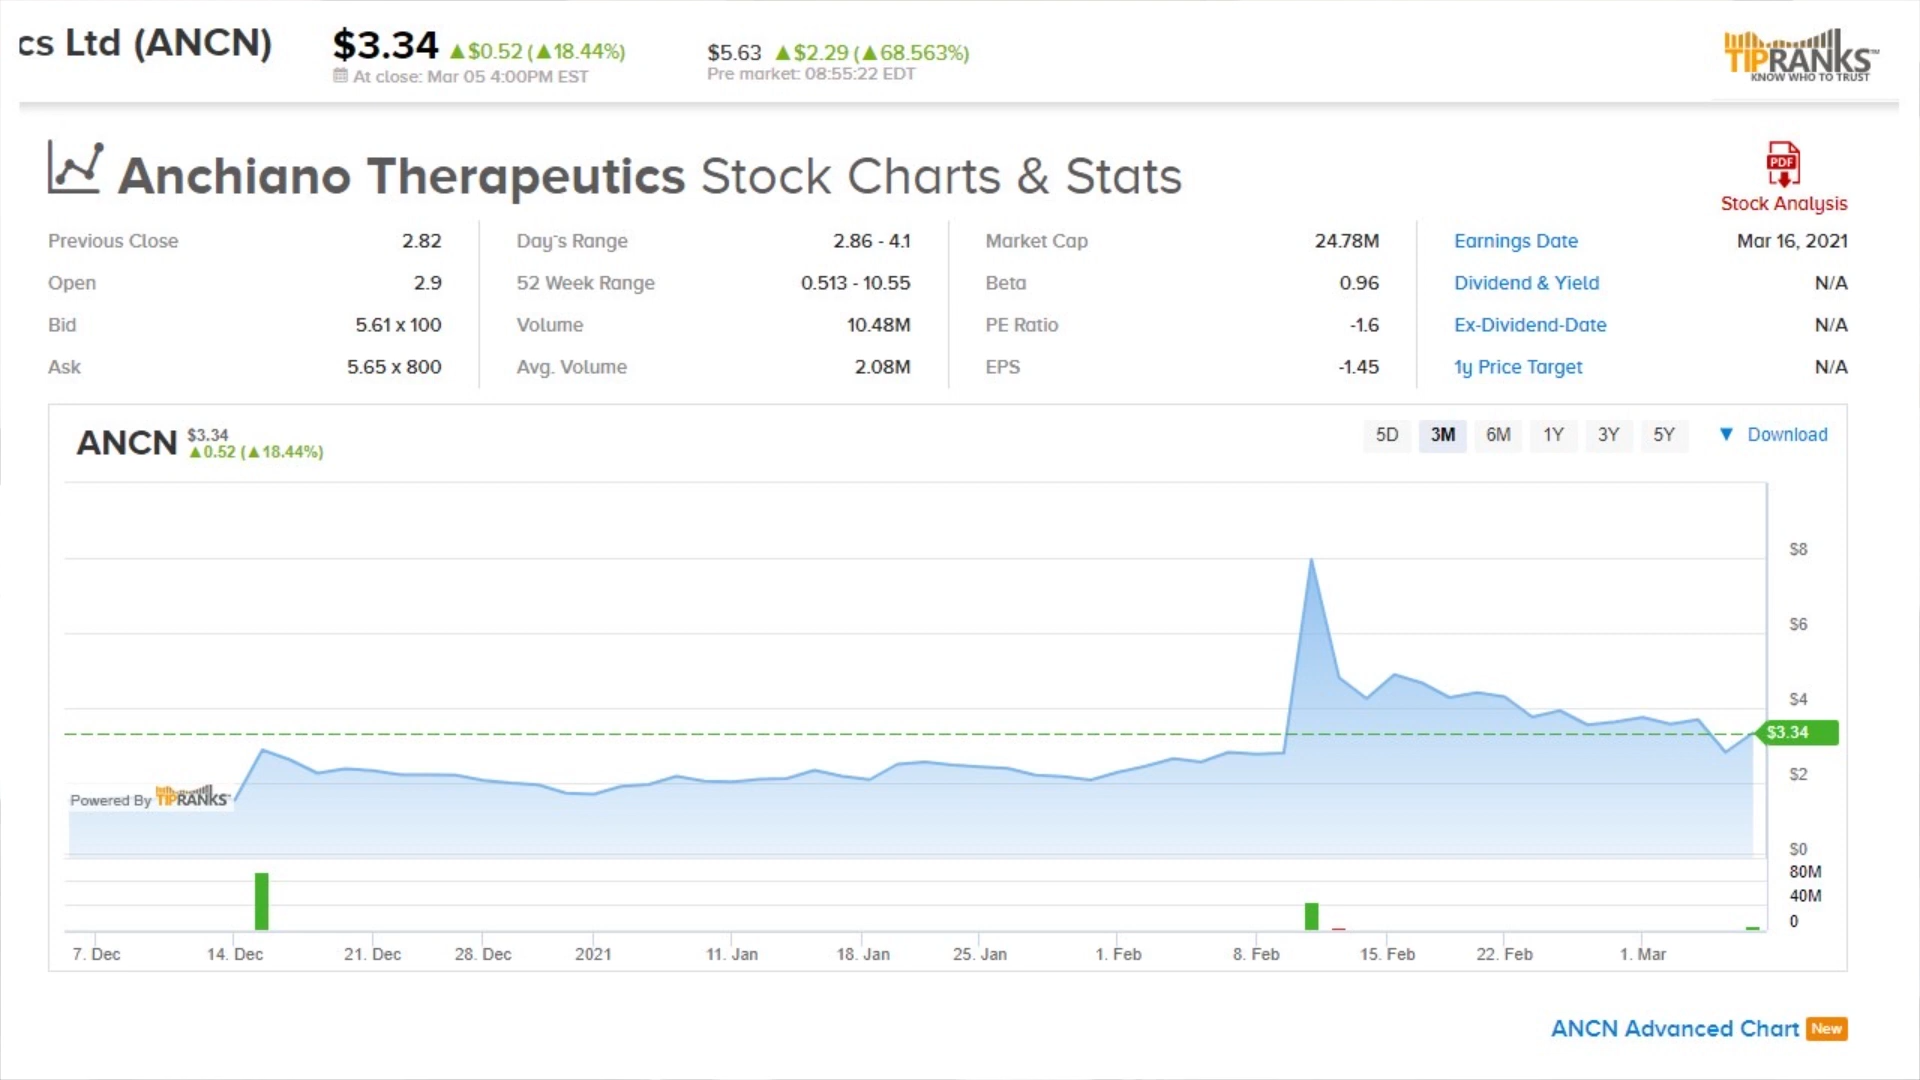 cs Ltd (ANCN)
$3.34 ▲$0.52 (▲18.44%)
At close: Mar 05 4:00PM EST
$5.63 ▲$2.29 (▲68.563%)
Pre market: 08:55:22 EDT
TIPRANKS™
KNOW WHO TO TRUST
Anchiano Therapeutics Stock Charts & Stats
PDF
Stock Analysis
Previous Close 2.82
Open 2.9
Bid 5.61 x 100
Ask 5.65 x 800
Day's Range 2.86 - 4.1
52 Week Range 0.513 - 10.55
Volume 10.48M
Avg. Volume 2.08M
Market Cap 24.78M
Beta 0.96
PE Ratio -1.6
EPS -1.45
Earnings Date Mar 16, 2021
Dividend & Yield N/A
Ex-Dividend-Date N/A
1y Price Target N/A
ANCN $3.34
▲0.52 (▲18.44%)
5D 3M 6M 1Y 3Y 5Y ▼ Download
$8
$6
$4
$3.34
$2
$0
Powered By TIPRANKS
80M
40M
0
7. Dec 14. Dec 21. Dec 28. Dec 2021 11. Jan 18. Jan 25. Jan 1. Feb 8. Feb 15. Feb 22. Feb 1. Mar
ANCN Advanced Chart New